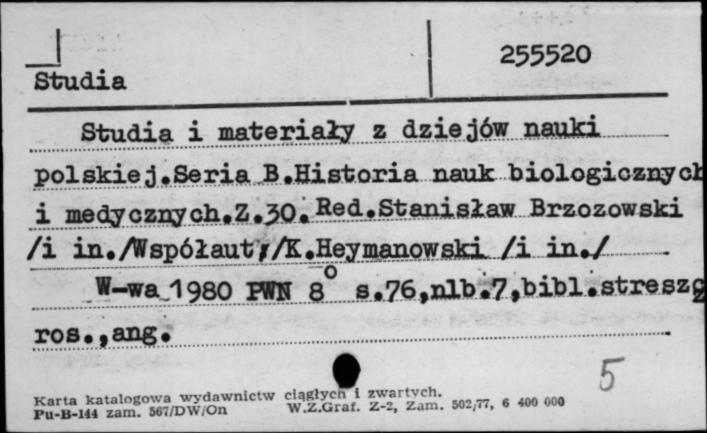 255520
Studia
Studia i materiały z dziejów nauki
polskiej.Seria B.Historia nauk biologicznych
i medycznych.Z.30. Red.Stanisław Brzozowski
/i in./Współaut./K.Heymanowski /i in./
W-wa 1980 PWN 8° s.76,nlb.7,bibl.streszcz
ros.,ang.
5
Karta katalogowa wydawnictw ciągłych i zwartych.
Pu-B-144 zam. 567/DW/On W.Z.Graf. Z-2, Zam. 502/77, 6 400 000